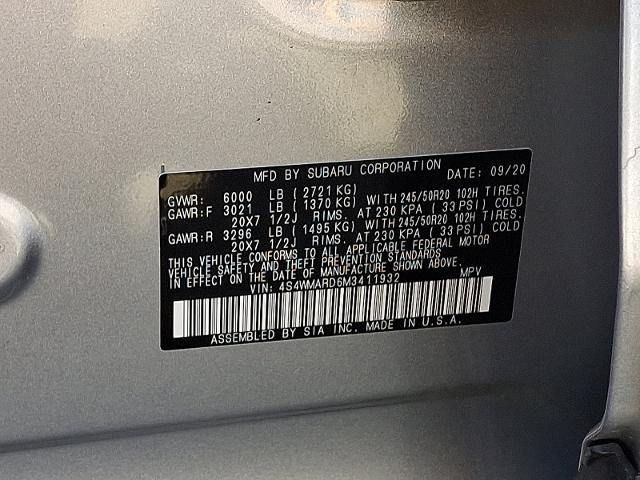 MFD BY SUBARU CORPORATION DATE: 09/20
GVWR: 6000 LB ( 2721 KG)
GAWR:F 3021 LB ( 1370 KG) WITH 245/50R20 102H TIRES.
20X7 1/2J RIMS. AT 230 KPA ( 33 PSI) COLD
GAWR:R 3296 LB ( 1495 KG) WITH 245/50R20 102H TIRES.
20X7 1/2J RIMS. AT 230 KPA ( 33 PSI) COLD
THIS VEHICLE CONFORMS TO ALL APPLICABLE FEDERAL MOTOR
VEHICLE SAFETY AND THEFT PREVENTION STANDARDS
IN EFFECT ON THE DATE OF MANUFACTURE SHOWN ABOVE.
VIN: 4S4WMARD6M3411932 MPV
ASSEMBLED BY SIA INC. MADE IN U.S.A.